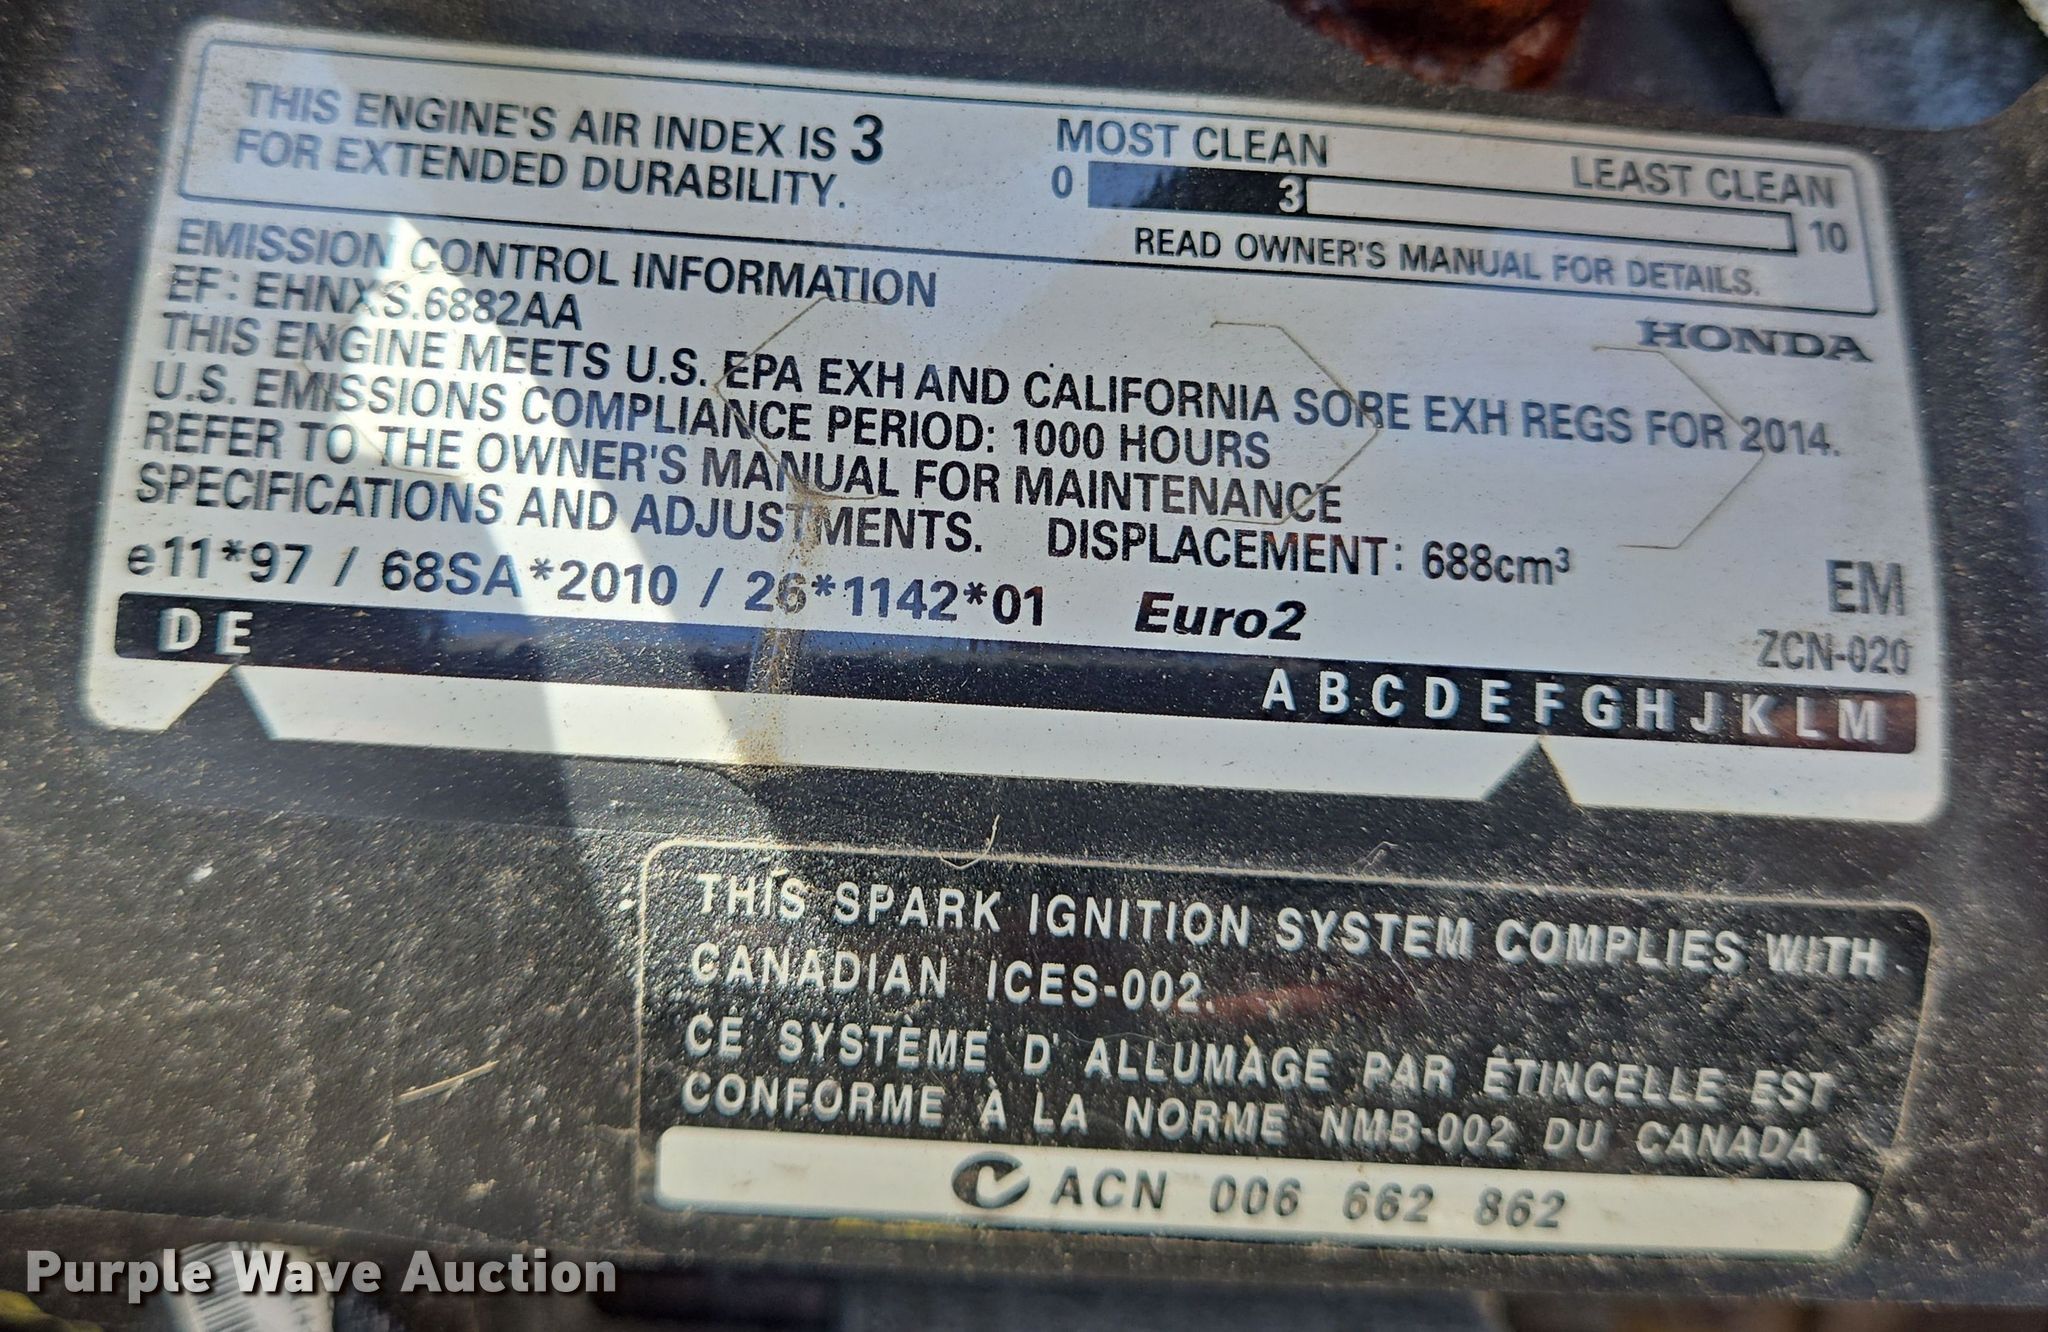 THIS ENGINE'S AIR INDEX IS 3
FOR EXTENDED DURABILITY.
MOST CLEAN
LEAST CLEAN
0 3 10
READ OWNER'S MANUAL FOR DETAILS.
EMISSION CONTROL INFORMATION
HONDA
EF: EHNXS.6882AA
THIS ENGINE MEETS U.S. EPA EXH AND CALIFORNIA SORE EXH REGS FOR 2014.
U.S. EMISSIONS COMPLIANCE PERIOD: 1000 HOURS
REFER TO THE OWNER'S MANUAL FOR MAINTENANCE
SPECIFICATIONS AND ADJUSTMENTS. DISPLACEMENT: 688cm³
EM
e11*97 / 68SA*2010 / 26*1142*01 Euro2
ZCN-020
D E
A B C D E F G H J K L M
THIS SPARK IGNITION SYSTEM COMPLIES WITH
CANADIAN ICES-002.
CE SYSTÈME D' ALLUMAGE PAR ÉTINCELLE EST
CONFORME À LA NORME NMB-002 DU CANADA.
ACN 006 662 862
Purple Wave Auction